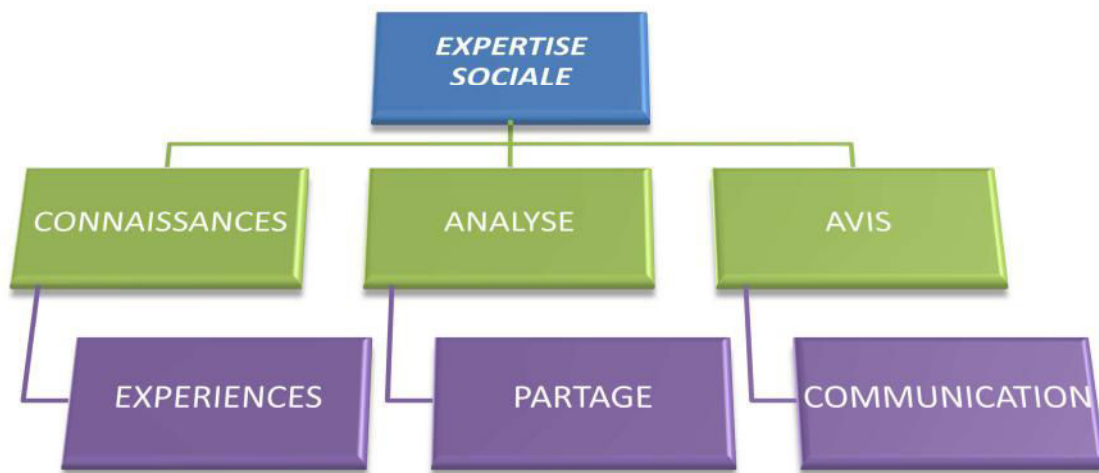 EXPERTISE
SOCIALE
CONNAISSANCES
ANALYSE
AVIS
EXPERIENCES
PARTAGE
COMMUNICATION